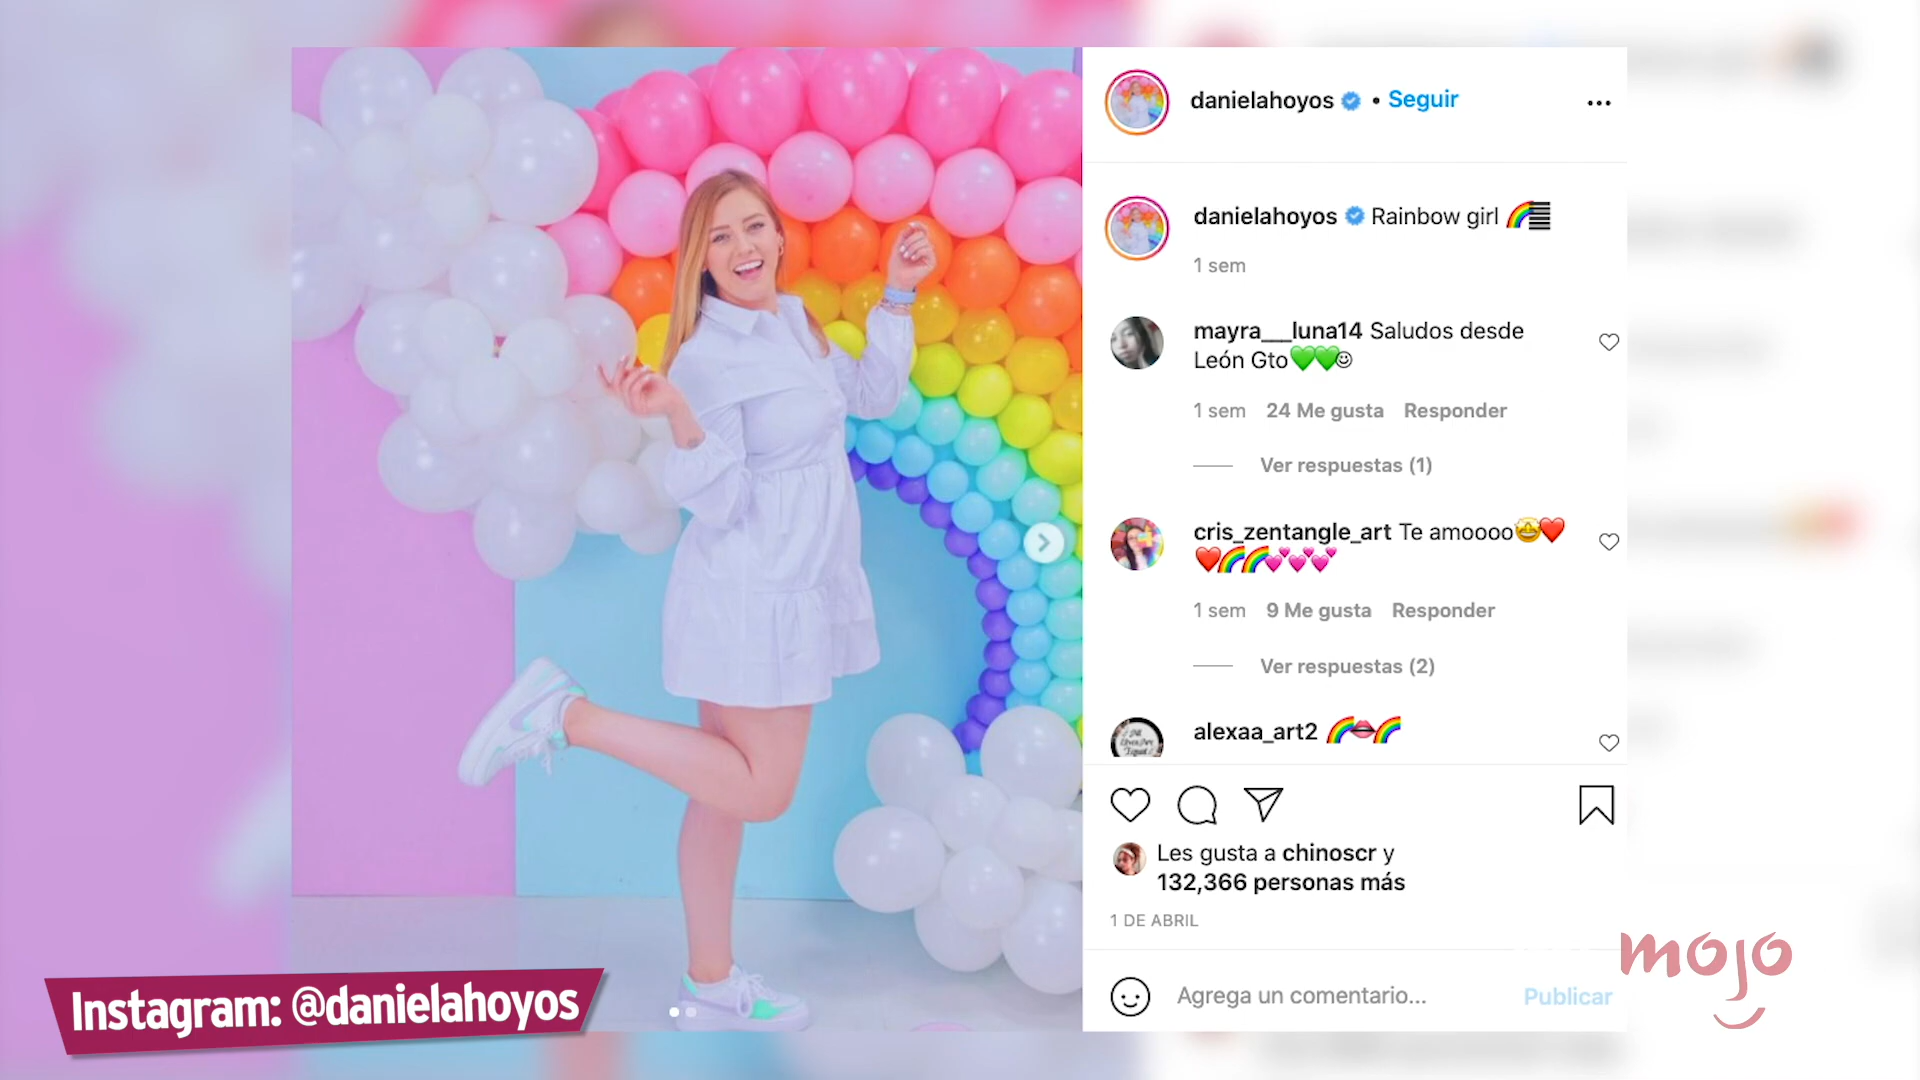 danielahoyos • Seguir
danielahoyos Rainbow girl
1 sem
mayra__luna14 Saludos desde
León Gto
1 sem 24 Me gusta Responder
Ver respuestas (1)
cris_zentangle_art Te amoooo
1 sem 9 Me gusta Responder
Ver respuestas (2)
alexaa_art2
Les gusta a chinoscr y
132,366 personas más
1 DE ABRIL
Agrega un comentario... Publicar
mojo
Instagram: @danielahoyos